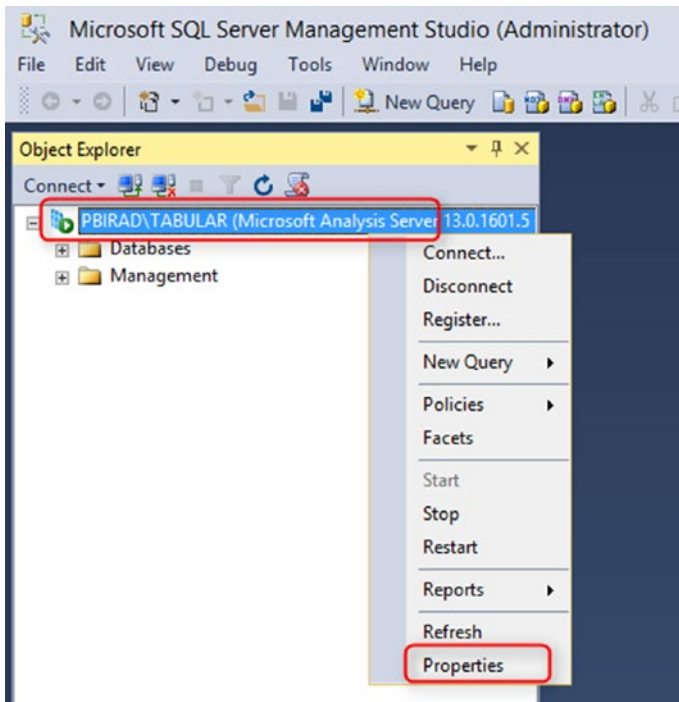 Microsoft SQL Server Management Studio (Administrator)
File Edit View Debug Tools Window Help
New Query
Object Explorer
Connect
PBIRAD\TABULAR (Microsoft Analysis Server 13.0.1601.5
Databases
Management
Connect...
Disconnect
Register...
New Query
Policies
Facets
Start
Stop
Restart
Reports
Refresh
Properties